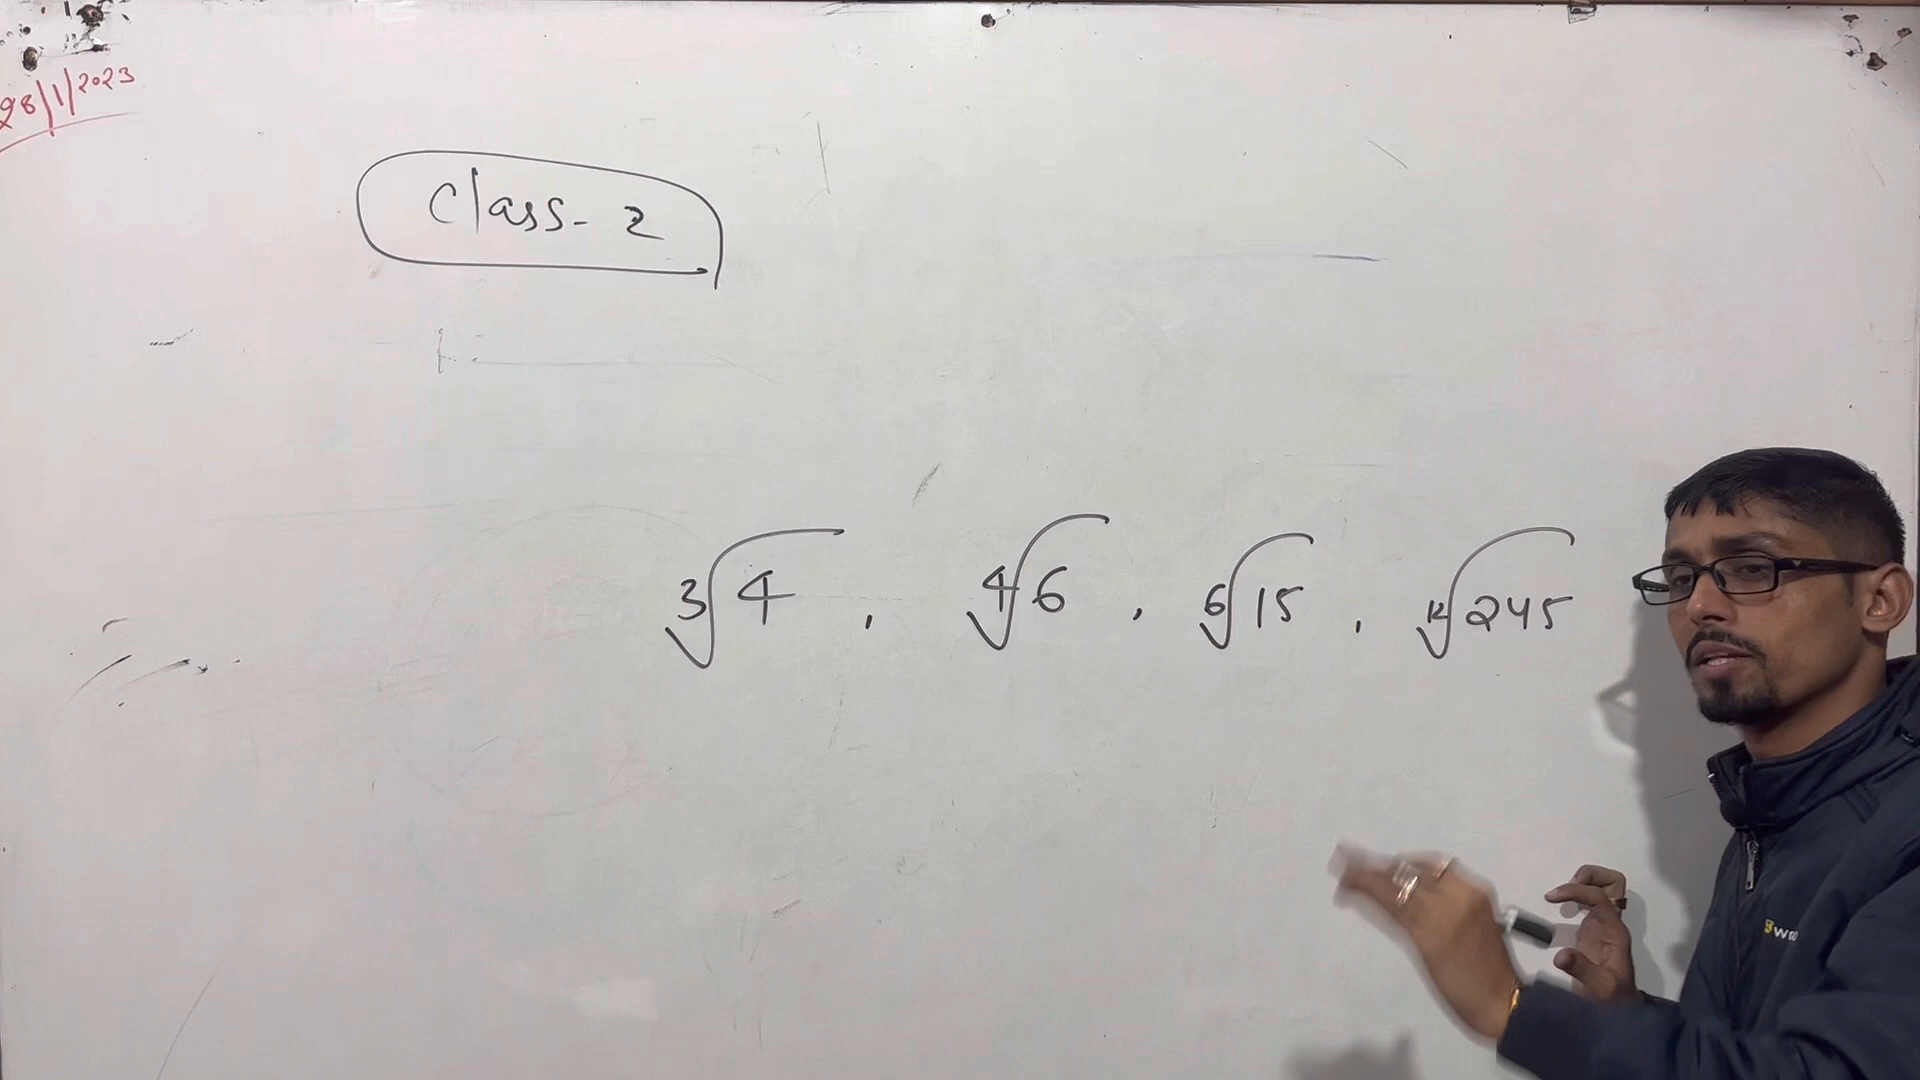 28/1/2023
Class- 2
∛4 , ∜6 , ⁶√15 , ¹²√245